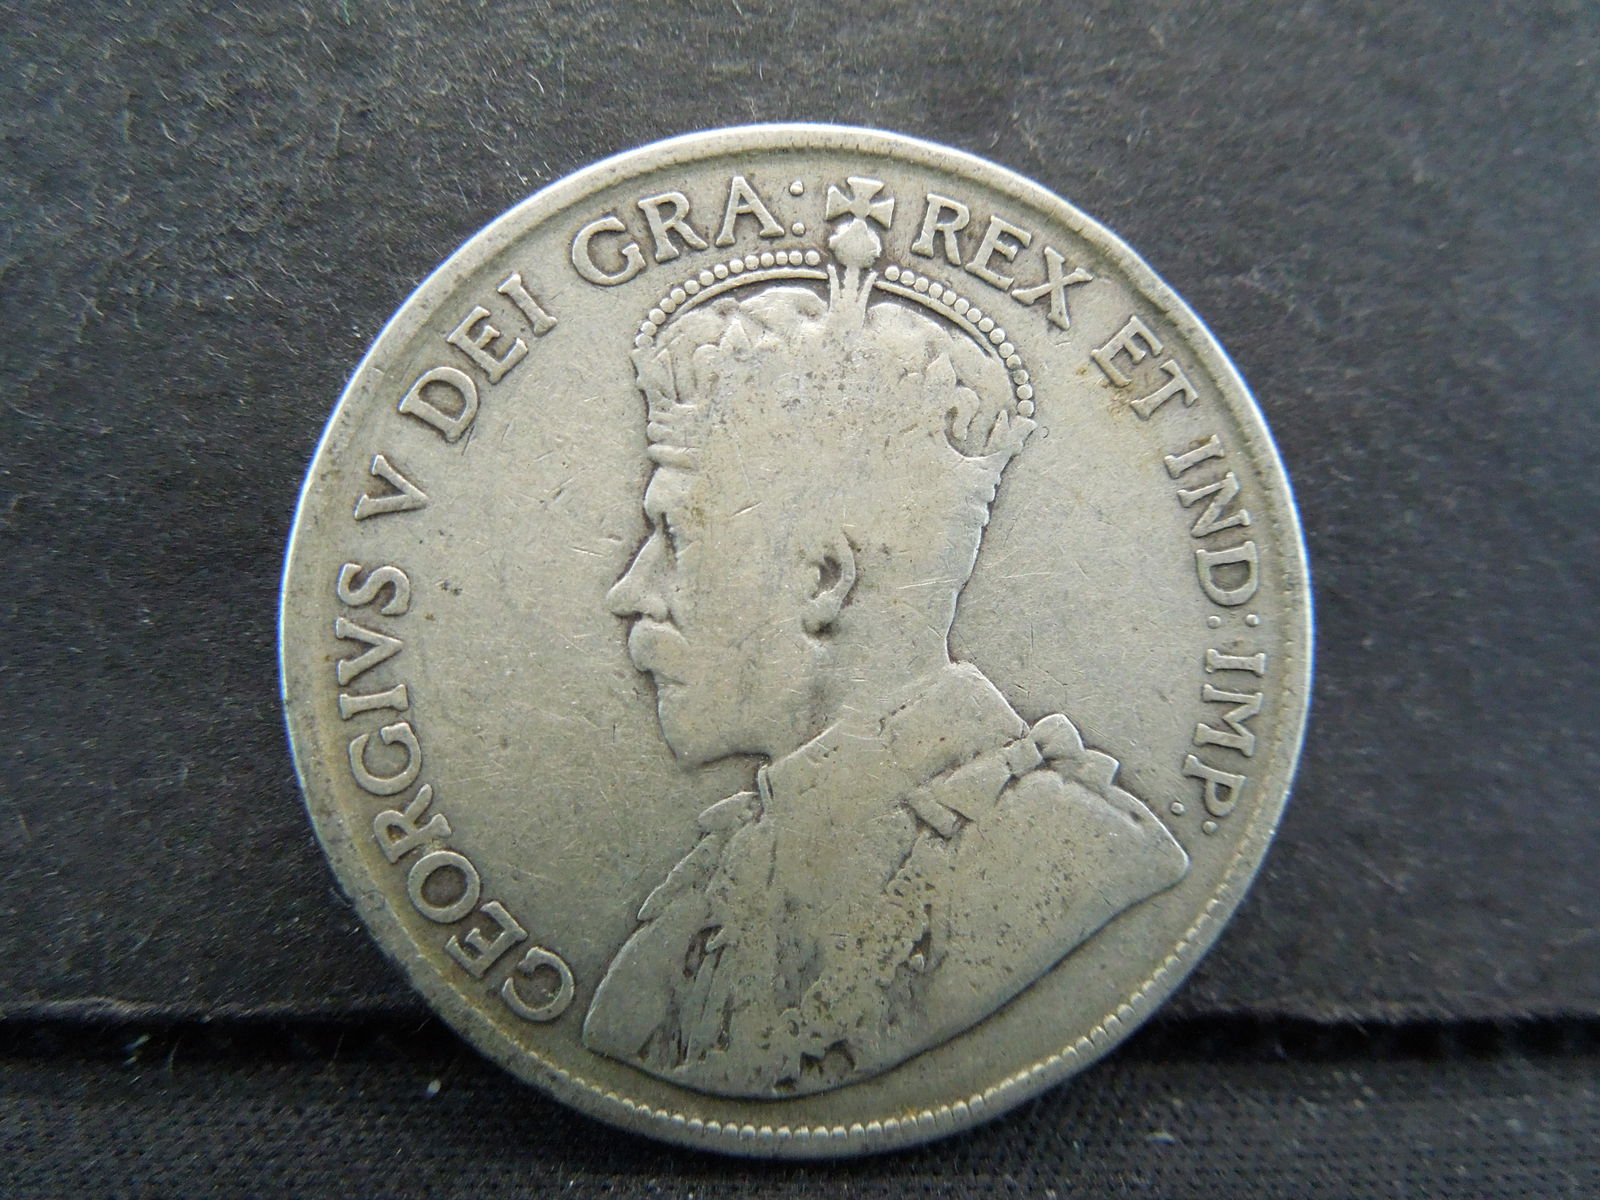 GEORGIVS V DEI GRA: REX ET IND: IMP.